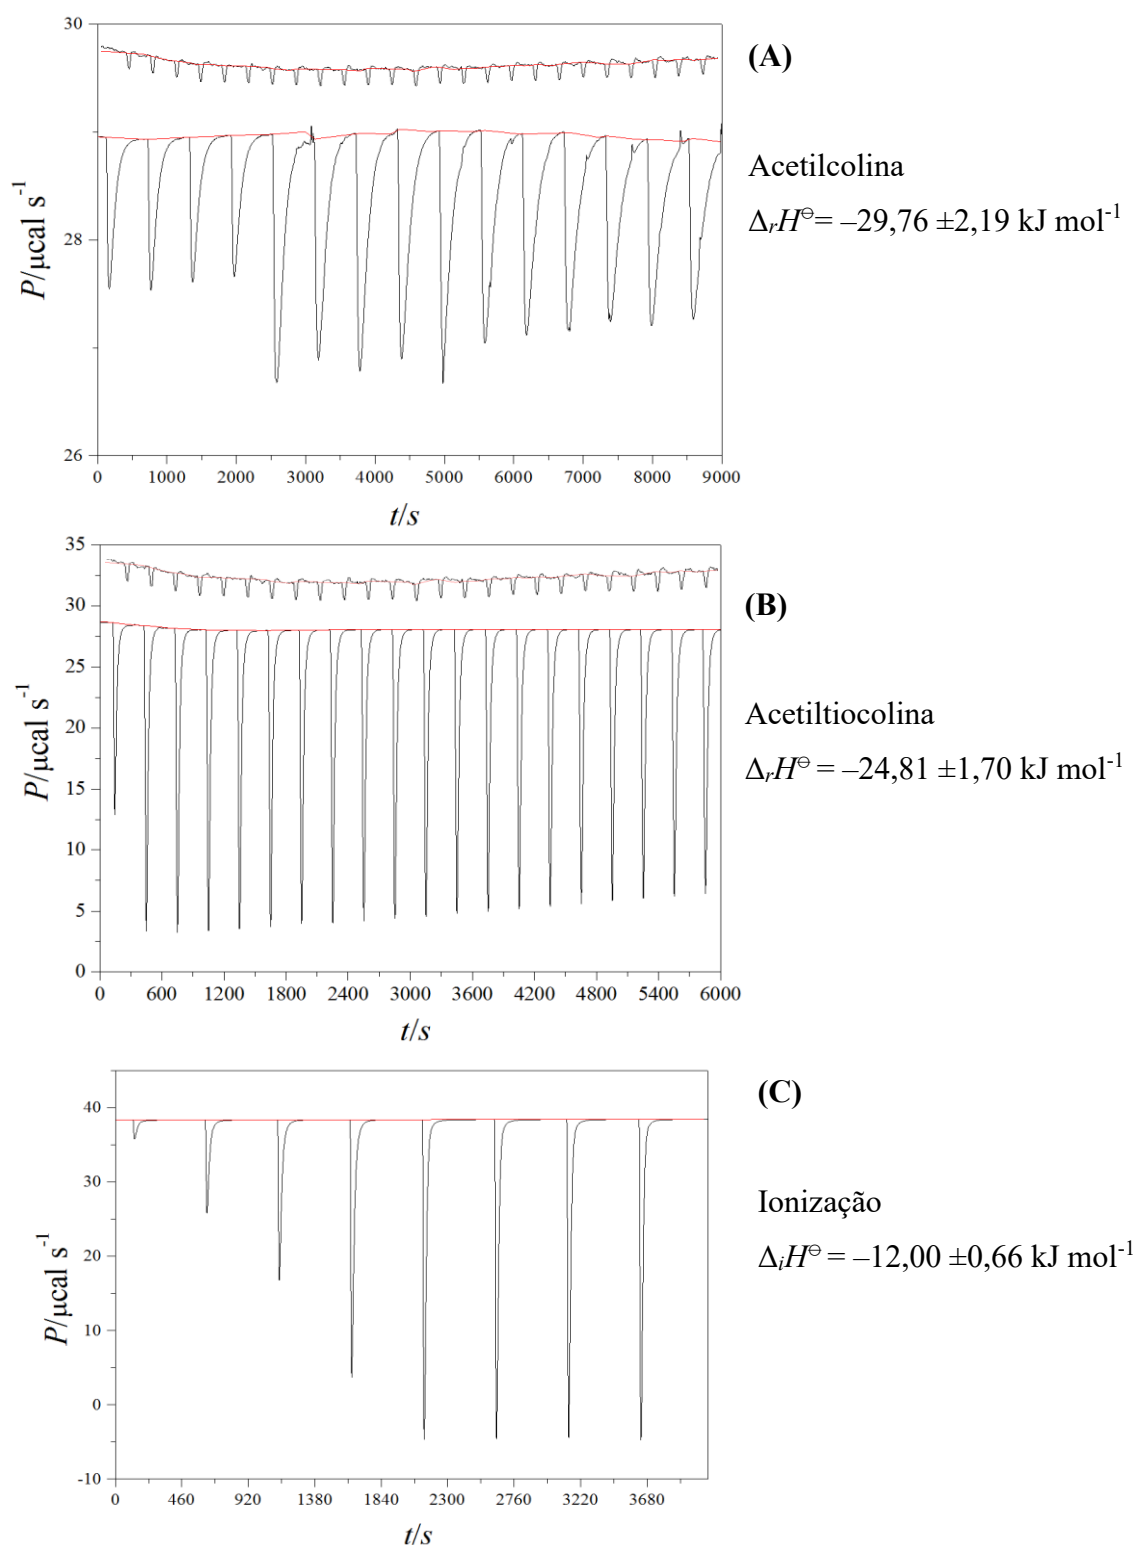 30
28
26
P/µcal s⁻¹
0 1000 2000 3000 4000 5000 6000 7000 8000 9000
t/s
(A)
Acetilcolina
ΔrH⦵= –29,76 ±2,19 kJ mol⁻¹
35
30
25
20
15
10
5
0
P/µcal s⁻¹
0 600 1200 1800 2400 3000 3600 4200 4800 5400 6000
t/s
(B)
Acetiltiocolina
ΔrH⦵ = –24,81 ±1,70 kJ mol⁻¹
40
30
20
10
0
-10
P/µcal s⁻¹
0 460 920 1380 1840 2300 2760 3220 3680
t/s
(C)
Ionização
ΔiH⦵ = –12,00 ±0,66 kJ mol⁻¹